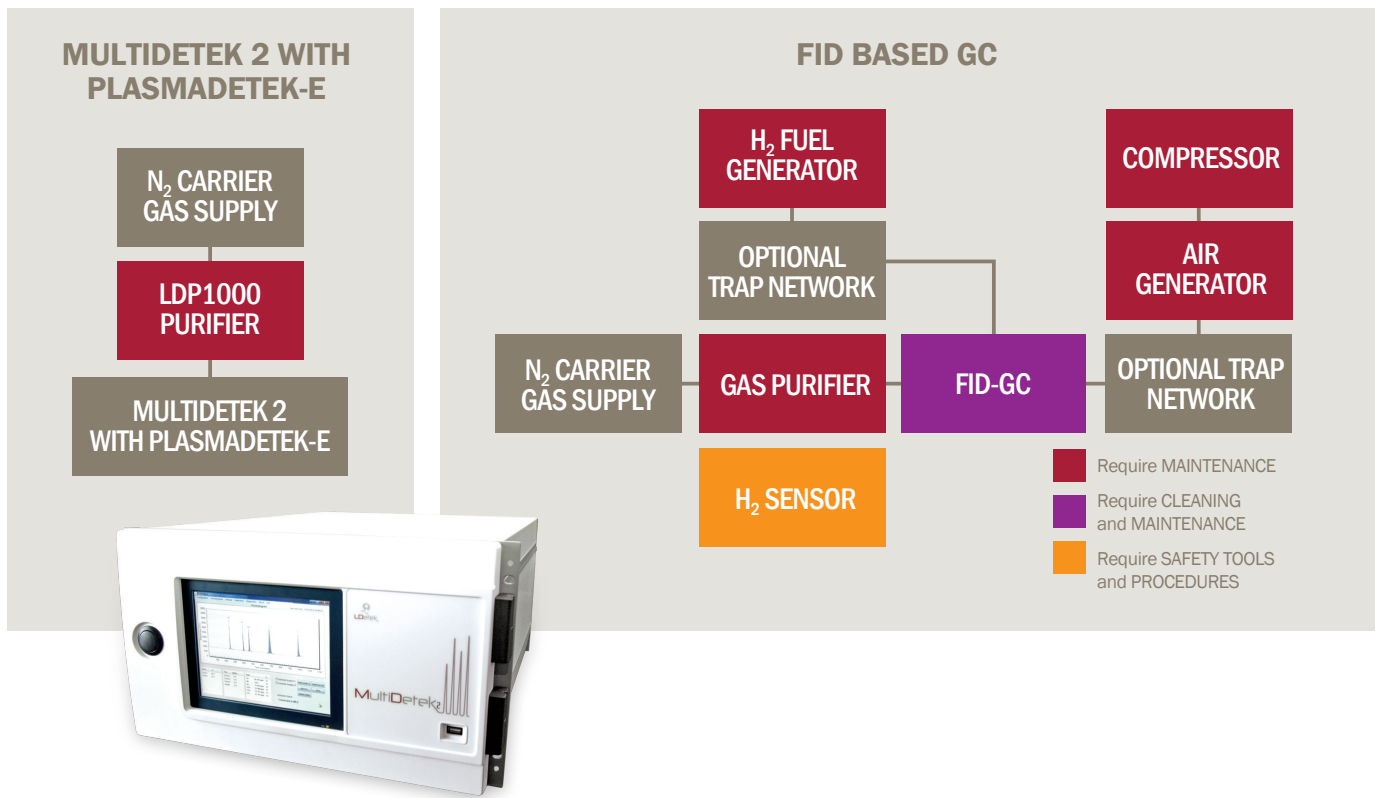 MULTIDETEK 2 WITH
PLASMADETEK-E
N₂ CARRIER
GAS SUPPLY
LDP1000
PURIFIER
MULTIDETEK 2
WITH PLASMADETEK-E
FID BASED GC
H₂ FUEL
GENERATOR
COMPRESSOR
OPTIONAL
TRAP NETWORK
AIR
GENERATOR
N₂ CARRIER
GAS SUPPLY
GAS PURIFIER
FID-GC
OPTIONAL TRAP
NETWORK
H₂ SENSOR
Require MAINTENANCE
Require CLEANING
and MAINTENANCE
Require SAFETY TOOLS
and PROCEDURES
LDetek
MultiDetek2